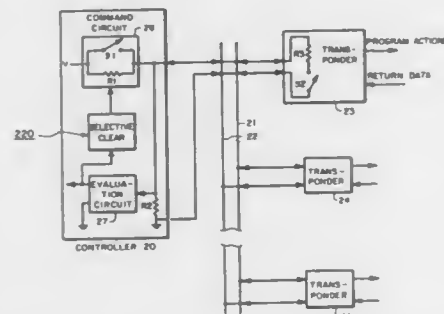 COMMAND
CIRCUIT 28
S1
V
R1
SELECTIVE
CLEAR
220
EVALUA-
TION
CIRCUIT
27
R2
CONTROLLER 20
21
22
R3
S2
TRANS-
PONDER
23
PROGRAM ACTION
RETURN DATA
TRANS-
PONDER
24
TRANS-
PONDER